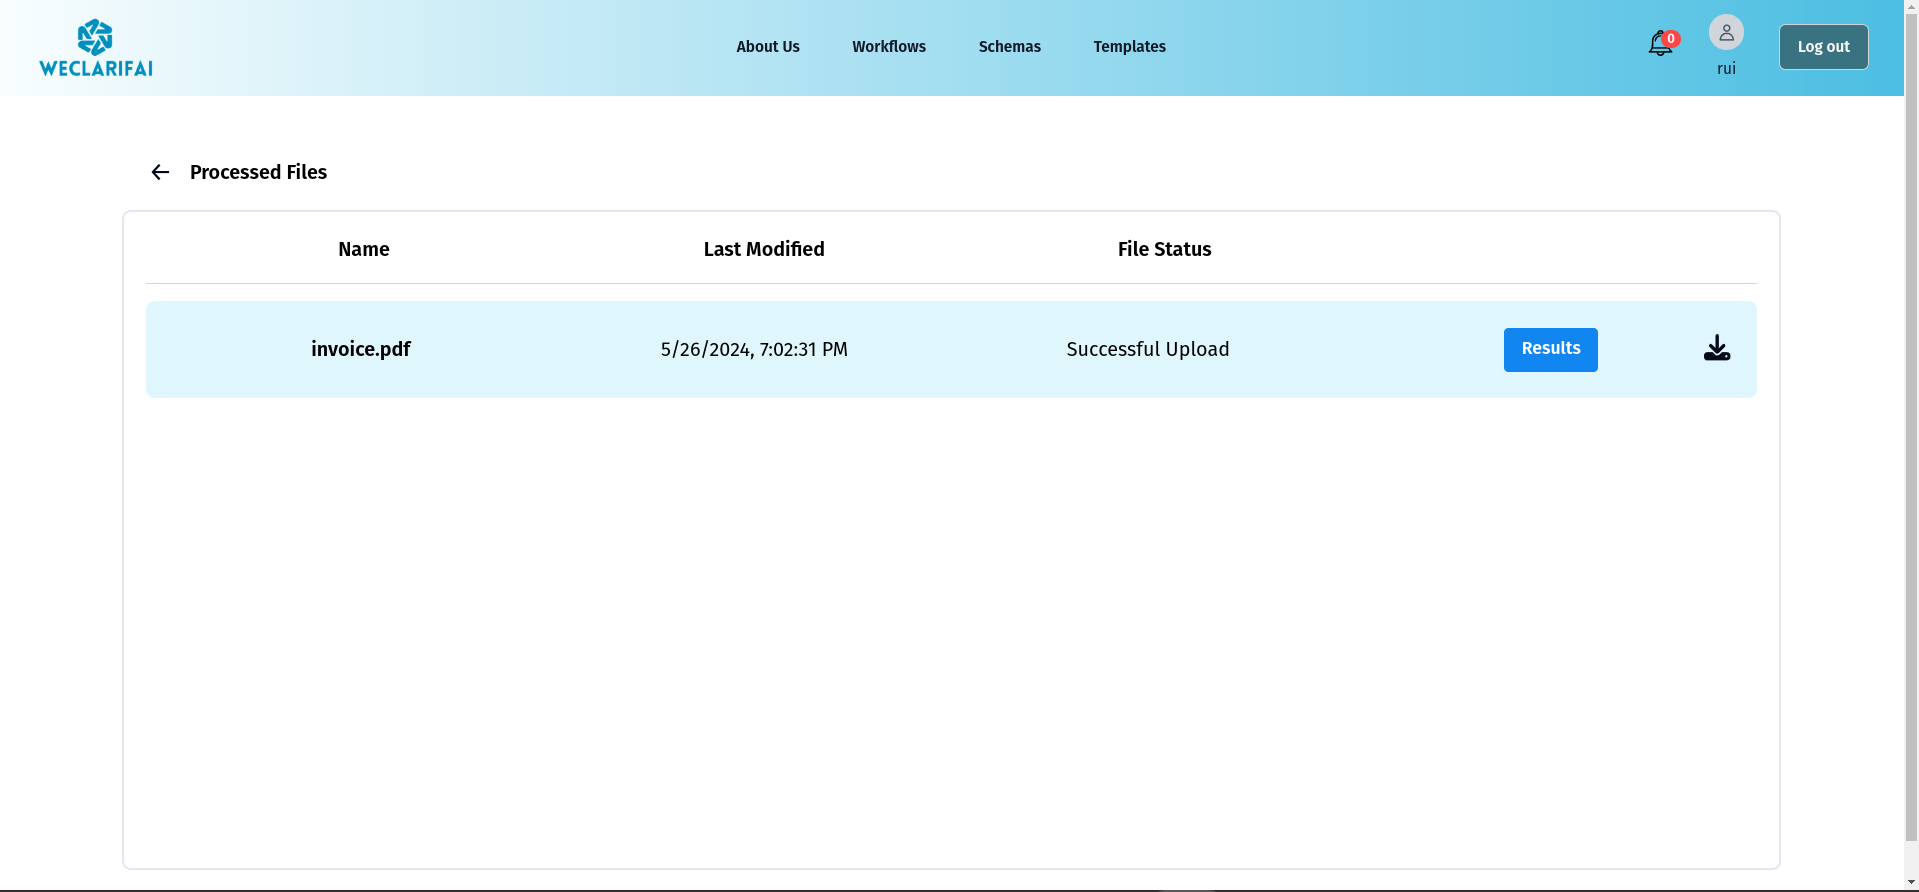 WECLARIFAI
About Us Workflows Schemas Templates
0
rui
Log out
Processed Files
Name Last Modified File Status
invoice.pdf 5/26/2024, 7:02:31 PM Successful Upload Results